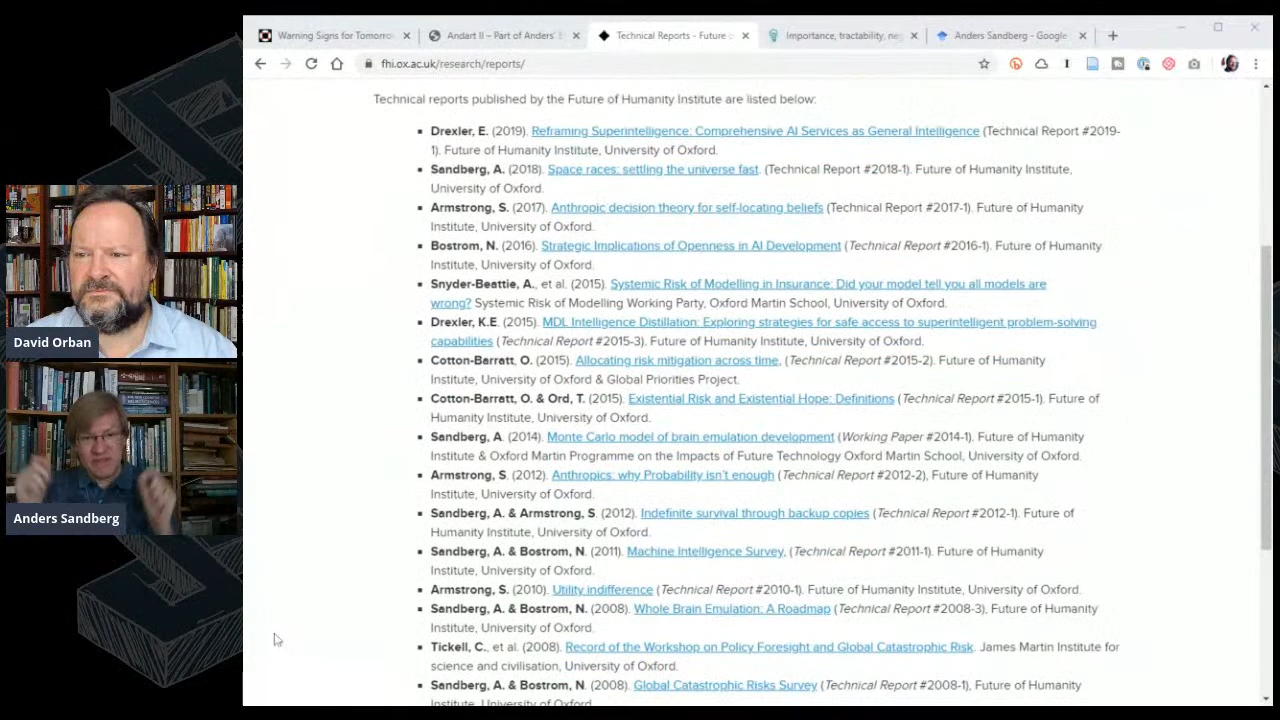 Warning Signs for Tomorro
Andart II – Part of Anders'
Technical Reports - Future o
Importance, tractability, neg
Anders Sandberg - Google
fhi.ox.ac.uk/research/reports/
Technical reports published by the Future of Humanity Institute are listed below:
Drexler, E. (2019). Reframing Superintelligence: Comprehensive AI Services as General Intelligence (Technical Report #2019-
1). Future of Humanity Institute, University of Oxford.
Sandberg, A. (2018). Space races: settling the universe fast. (Technical Report #2018-1). Future of Humanity Institute,
University of Oxford.
Armstrong, S. (2017). Anthropic decision theory for self-locating beliefs (Technical Report #2017-1). Future of Humanity
Institute, University of Oxford.
Bostrom, N. (2016). Strategic Implications of Openness in AI Development (Technical Report #2016-1). Future of Humanity
Institute, University of Oxford.
Snyder-Beattie, A., et al. (2015). Systemic Risk of Modelling in Insurance: Did your model tell you all models are
wrong? Systemic Risk of Modelling Working Party, Oxford Martin School, University of Oxford.
Drexler, K.E. (2015). MDL Intelligence Distillation: Exploring strategies for safe access to superintelligent problem-solving
capabilities (Technical Report #2015-3). Future of Humanity Institute, University of Oxford.
Cotton-Barratt, O. (2015). Allocating risk mitigation across time, (Technical Report #2015-2). Future of Humanity
Institute, University of Oxford & Global Priorities Project.
Cotton-Barratt, O. & Ord, T. (2015). Existential Risk and Existential Hope: Definitions (Technical Report #2015-1). Future of
Humanity Institute, University of Oxford.
Sandberg, A. (2014). Monte Carlo model of brain emulation development (Working Paper #2014-1). Future of Humanity
Institute & Oxford Martin Programme on the Impacts of Future Technology Oxford Martin School, University of Oxford.
Armstrong, S. (2012). Anthropics: why Probability isn't enough (Technical Report #2012-2), Future of Humanity
Institute, University of Oxford.
Sandberg, A. & Armstrong, S. (2012). Indefinite survival through backup copies (Technical Report #2012-1). Future of
Humanity Institute, University of Oxford.
Sandberg, A. & Bostrom, N. (2011). Machine Intelligence Survey, (Technical Report #2011-1). Future of Humanity
Institute, University of Oxford.
Armstrong, S. (2010). Utility indifference (Technical Report #2010-1). Future of Humanity Institute, University of Oxford.
Sandberg, A. & Bostrom, N. (2008). Whole Brain Emulation: A Roadmap (Technical Report #2008-3), Future of Humanity
Institute, University of Oxford.
Tickell, C., et al. (2008). Record of the Workshop on Policy Foresight and Global Catastrophic Risk. James Martin Institute for
science and civilisation, University of Oxford.
Sandberg, A. & Bostrom, N. (2008). Global Catastrophic Risks Survey (Technical Report #2008-1), Future of Humanity
Institute, University of Oxford.
David Orban
Anders Sandberg